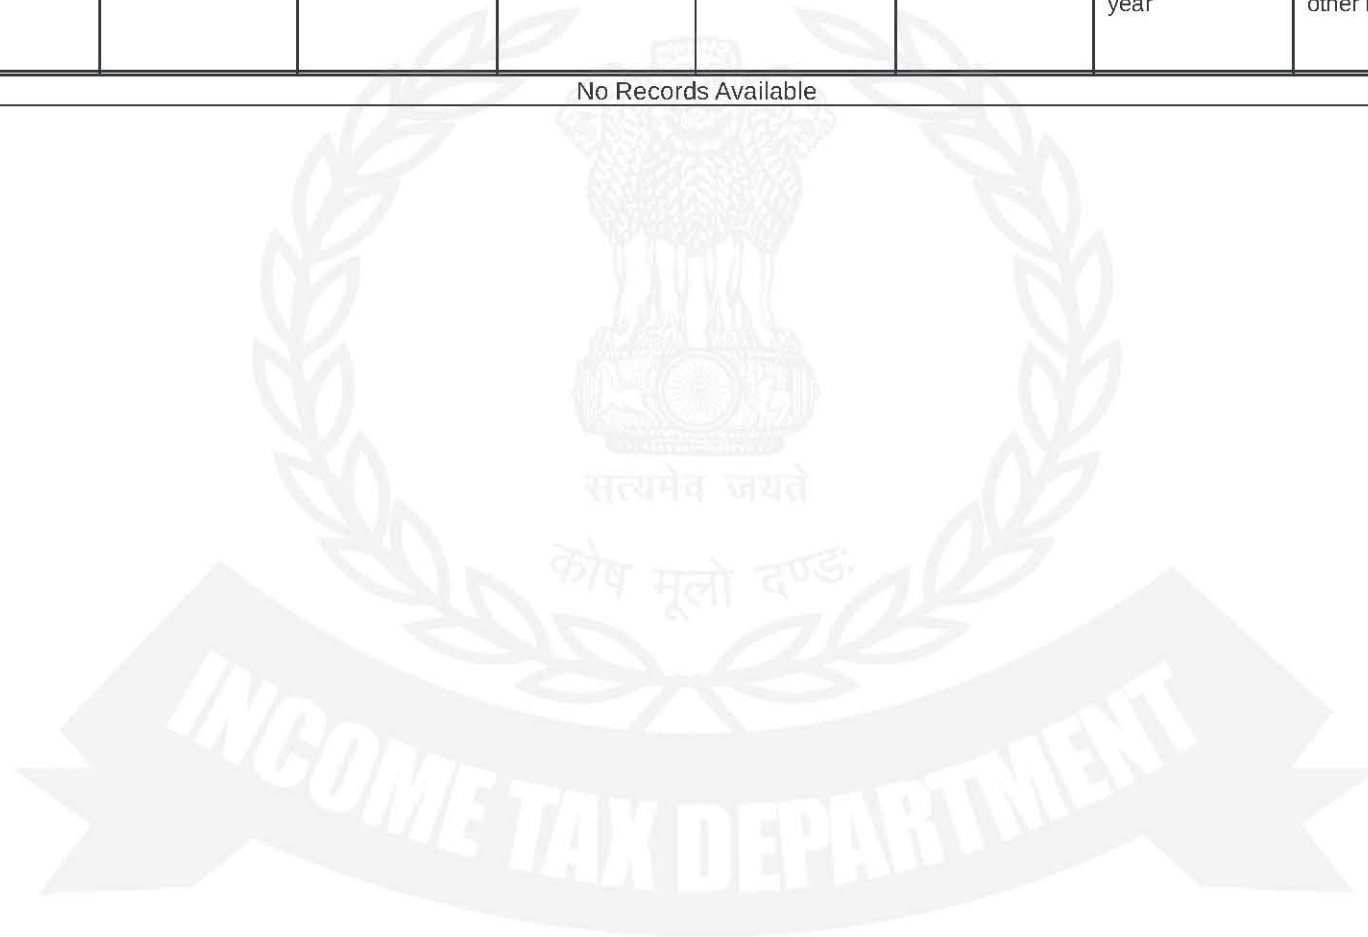 year
other
No Records Available
सत्यमेव जयते
कोष मूलो दण्डः
INCOME TAX DEPARTMENT